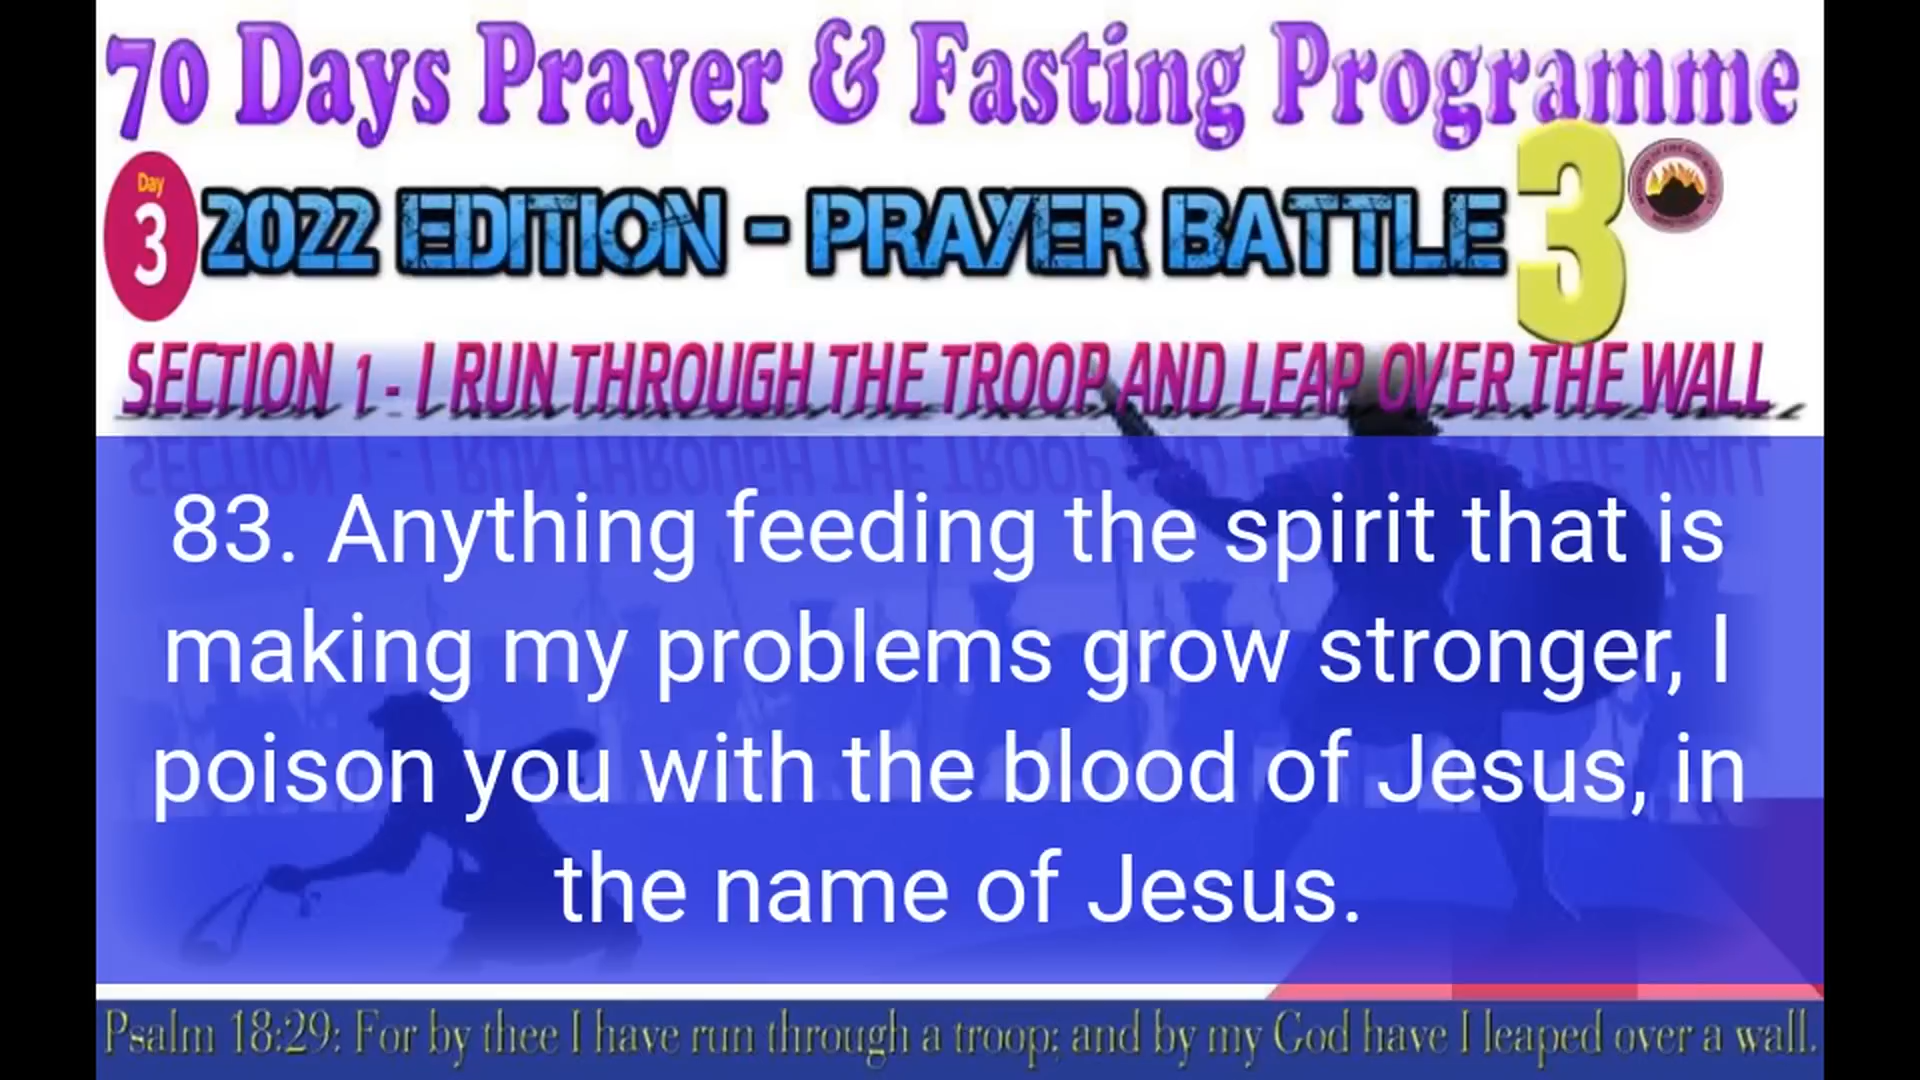 70 Days Prayer & Fasting Programme
Day
3
2022 EDITION - PRAYER BATTLE 3
SECTION 1 - I RUN THROUGH THE TROOP AND LEAP OVER THE WALL
83. Anything feeding the spirit that is
making my problems grow stronger, I
poison you with the blood of Jesus, in
the name of Jesus.
Psalm 18:29: For by thee I have run through a troop; and by my God have I leaped over a wall.